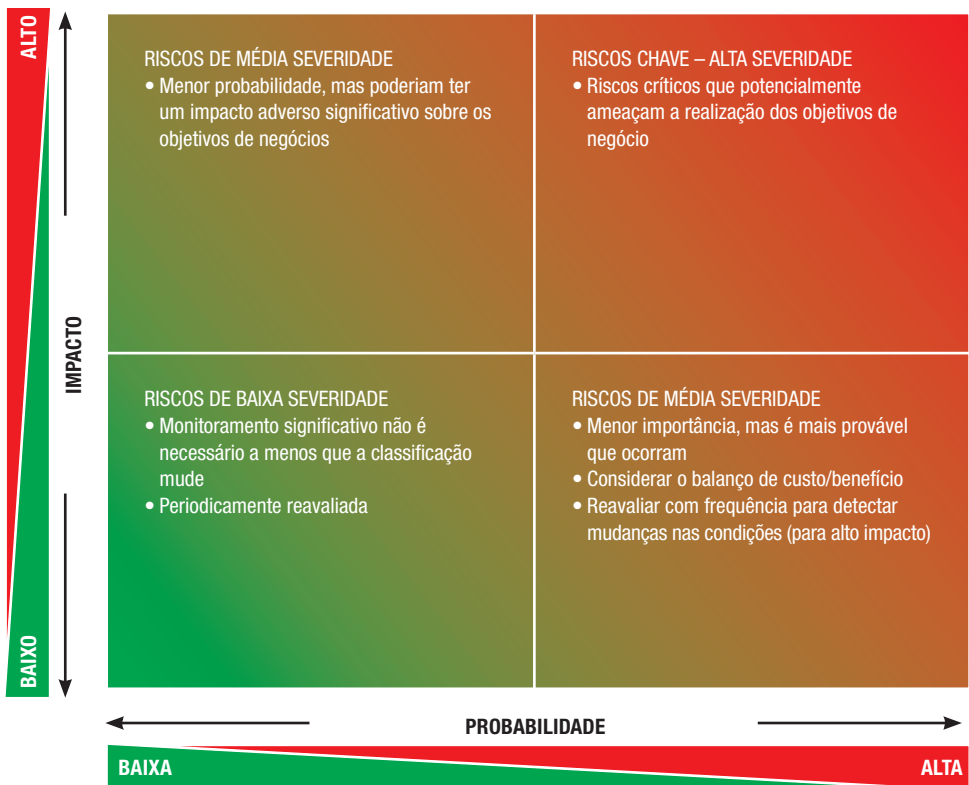 ALTO
IMPACTO
BAIXO
RISCOS DE MÉDIA SEVERIDADE
• Menor probabilidade, mas poderiam ter
um impacto adverso significativo sobre os
objetivos de negócios
RISCOS CHAVE – ALTA SEVERIDADE
• Riscos críticos que potencialmente
ameaçam a realização dos objetivos de
negócio
RISCOS DE BAIXA SEVERIDADE
• Monitoramento significativo não é
necessário a menos que a classificação
mude
• Periodicamente reavaliada
RISCOS DE MÉDIA SEVERIDADE
• Menor importância, mas é mais provável
que ocorram
• Considerar o balanço de custo/benefício
• Reavaliar com frequência para detectar
mudanças nas condições (para alto impacto)
PROBABILIDADE
BAIXA
ALTA